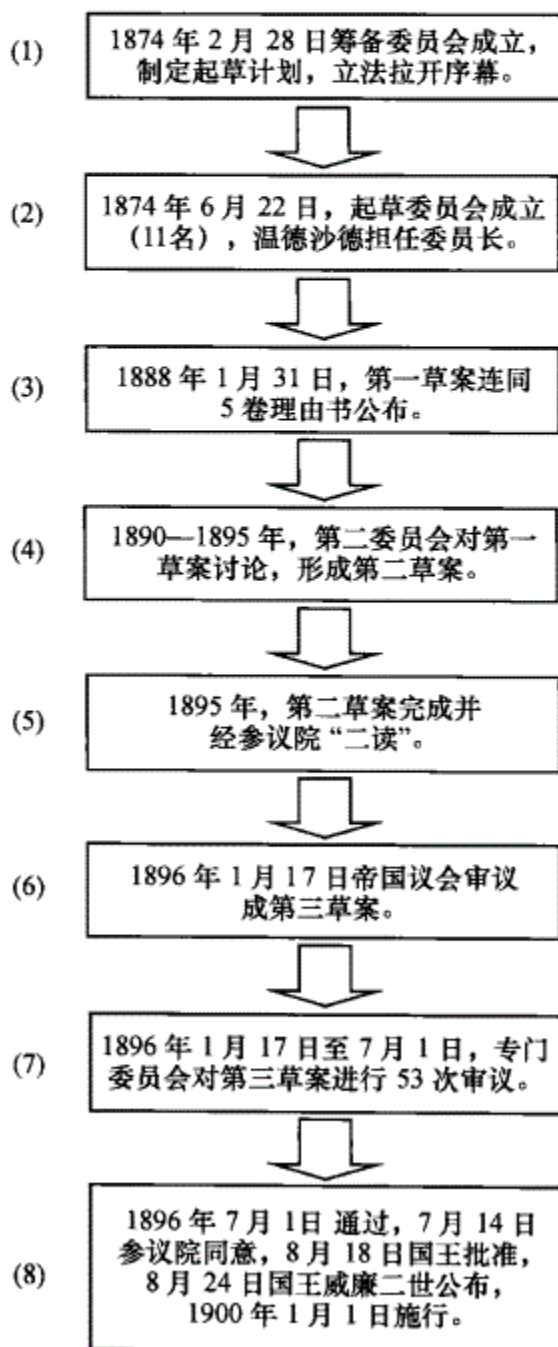 (1)
1874 年 2 月 28 日筹备委员会成立，
制定起草计划，立法拉开序幕。
(2)
1874 年 6 月 22 日，起草委员会成立
（11名），温德沙德担任委员长。
(3)
1888 年 1 月 31 日，第一草案连同
5 卷理由书公布。
(4)
1890—1895 年，第二委员会对第一
草案讨论，形成第二草案。
(5)
1895 年，第二草案完成并
经参议院“二读”。
(6)
1896 年 1 月 17 日帝国议会审议
成第三草案。
(7)
1896 年 1 月 17 日至 7 月 1 日，专门
委员会对第三草案进行 53 次审议。
(8)
1896 年 7 月 1日 通过，7 月 14 日
参议院同意，8 月 18 日国王批准，
8 月 24 日国王威廉二世公布，
1900 年 1 月 1 日施行。